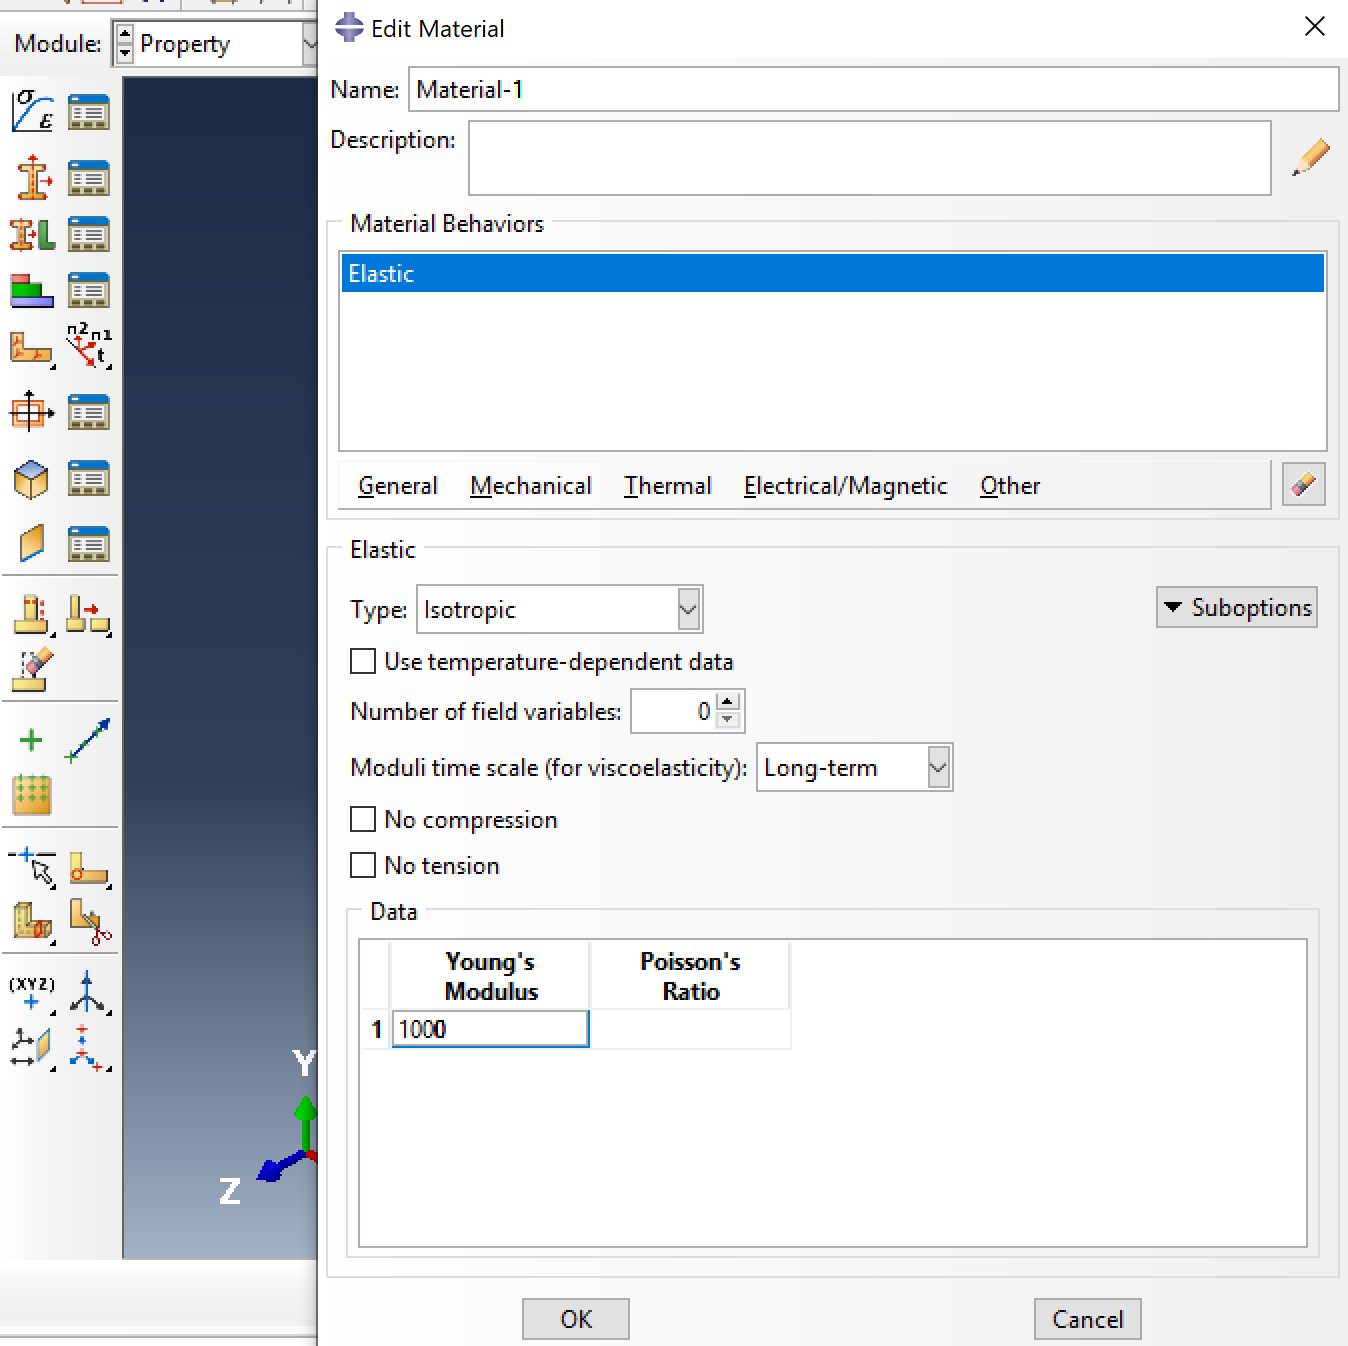 Edit Material
Module: Property
Name: Material-1
Description:
Material Behaviors
Elastic
General Mechanical Thermal Electrical/Magnetic Other
Elastic
Type: Isotropic
Suboptions
Use temperature-dependent data
Number of field variables: 0
Moduli time scale (for viscoelasticity): Long-term
No compression
No tension
Data
Young's Modulus
Poisson's Ratio
1 1000
OK
Cancel
σ
ε
n2 n1
t
(XYZ)
Y
Z